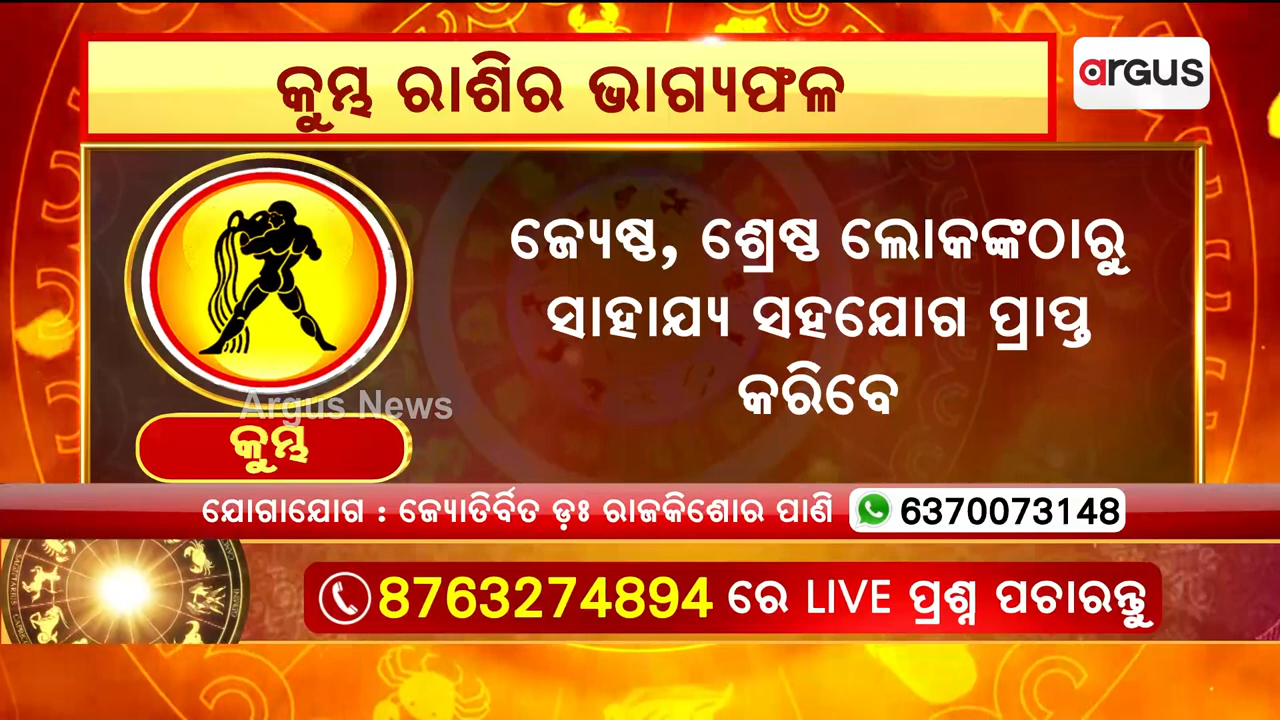 କୁମ୍ଭ ରାଶିର ଭାଗ୍ୟଫଳ
argus
ଜ୍ୟେଷ୍ଠ, ଶ୍ରେଷ୍ଠ ଲୋକଙ୍କଠାରୁ
ସାହାଯ୍ୟ ସହଯୋଗ ପ୍ରାପ୍ତ
କରିବେ
Argus News
କୁମ୍ଭ
ଯୋଗାଯୋଗ : ଜ୍ୟୋତିର୍ବିତ ଡ଼ଃ ରାଜକିଶୋର ପାଣି 6370073148
8763274894 ରେ LIVE ପ୍ରଶ୍ନ ପଚାରନ୍ତୁ